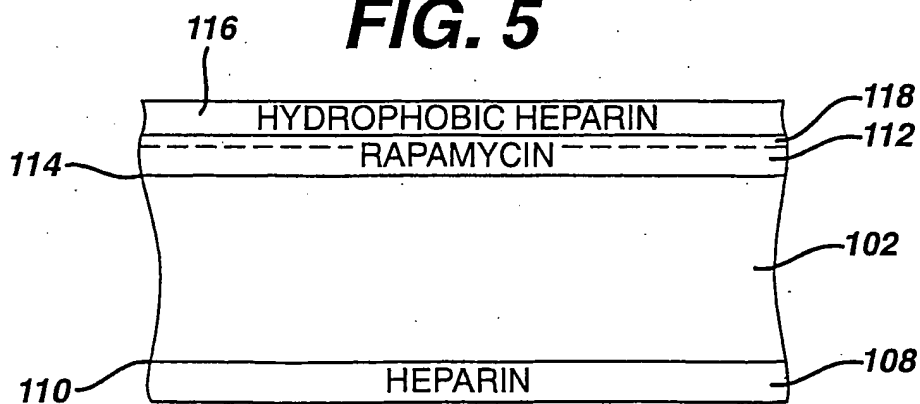 FIG. 5
116
HYDROPHOBIC HEPARIN
118
RAPAMYCIN
112
114
102
110
HEPARIN
108